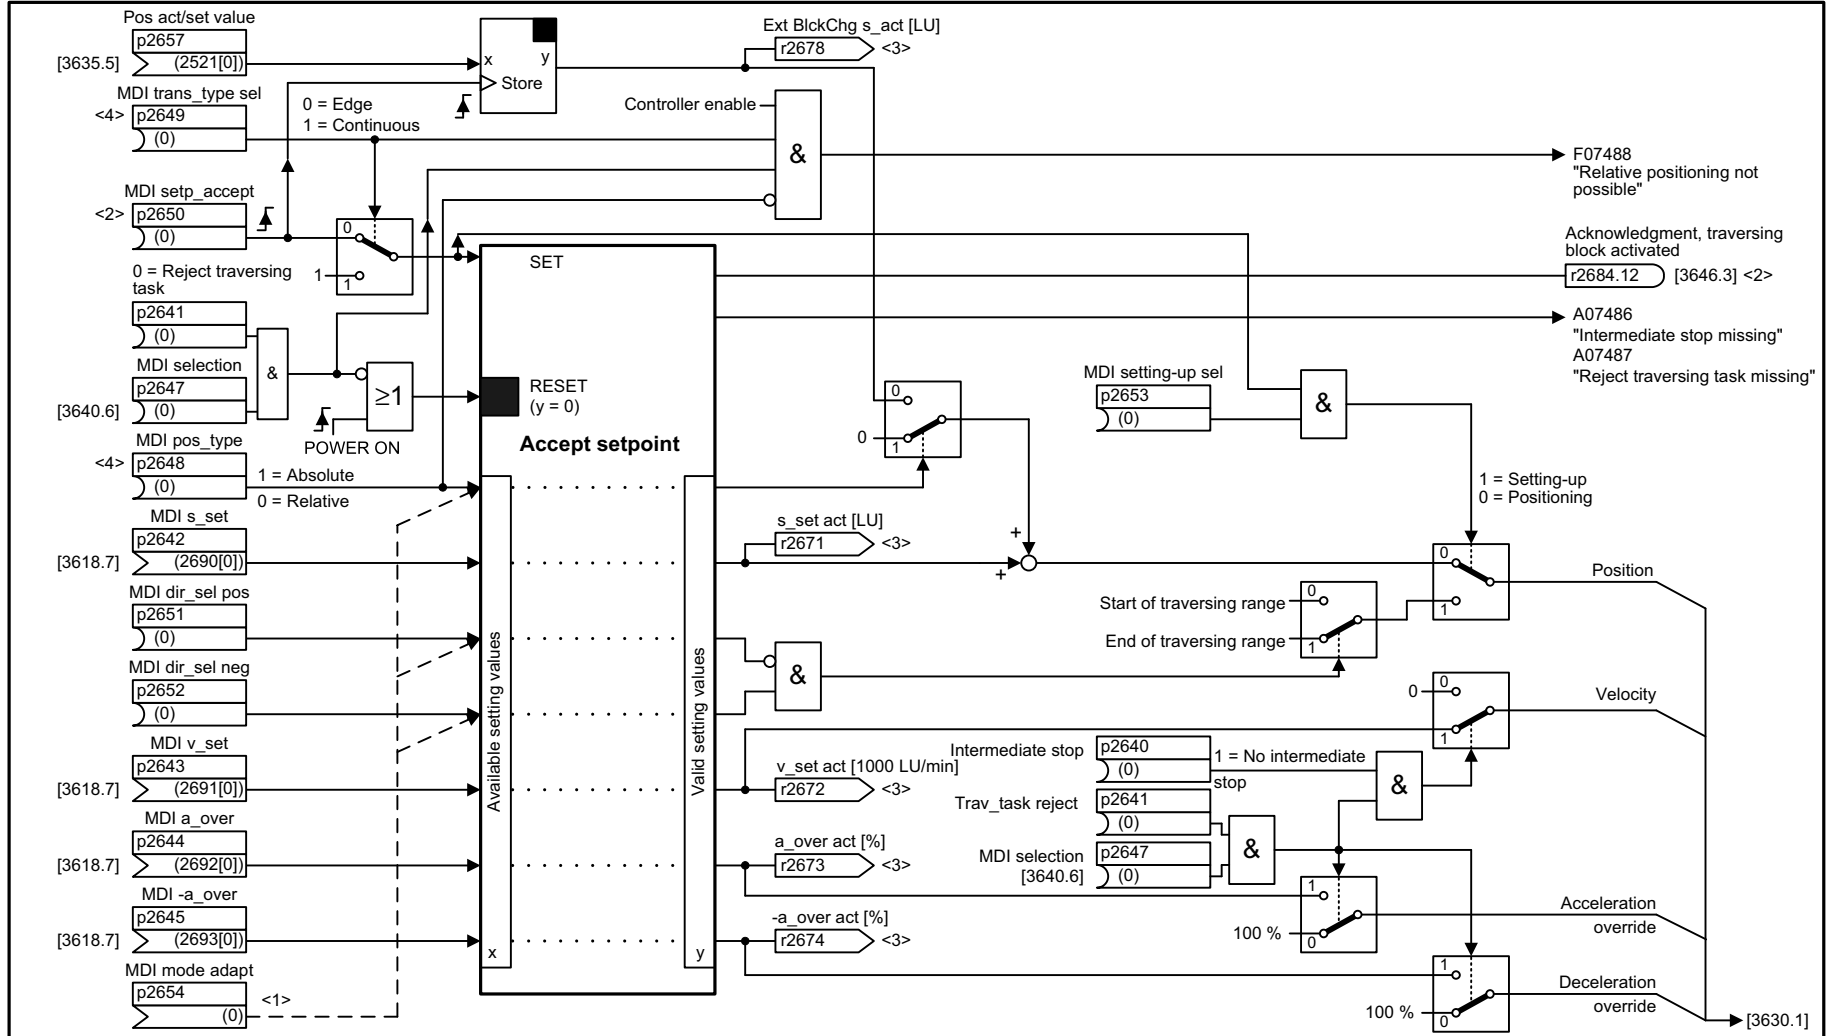 Pos act/set value
p2657
[3635.5]
(2521[0])
MDI trans_type sel
<4>
p2649
(0)
0 = Edge
1 = Continuous
MDI setp_accept
<2>
p2650
(0)
0
1
1
0 = Reject traversing
task
p2641
(0)
MDI selection
p2647
[3640.6]
(0)
&
≥1
POWER ON
MDI pos_type
<4>
p2648
(0)
1 = Absolute
0 = Relative
MDI s_set
p2642
[3618.7]
(2690[0])
MDI dir_sel pos
p2651
(0)
MDI dir_sel neg
p2652
(0)
MDI v_set
p2643
[3618.7]
(2691[0])
MDI a_over
p2644
[3618.7]
(2692[0])
MDI -a_over
p2645
[3618.7]
(2693[0])
MDI mode adapt
p2654
(0)
<1>
x
y
Store
SET
RESET
(y = 0)
Accept setpoint
Available setting values
x
Valid setting values
y
Ext BlckChg s_act [LU]
r2678
<3>
Controller enable
&
F07488
"Relative positioning not
possible"
Acknowledgment, traversing
block activated
r2684.12
[3646.3] <2>
A07486
"Intermediate stop missing"
A07487
"Reject traversing task missing"
0
0
1
MDI setting-up sel
p2653
(0)
&
1 = Setting-up
0 = Positioning
s_set act [LU]
r2671
<3>
+
+
0
1
Position
Start of traversing range
0
End of traversing range
1
&
0
0
1
Velocity
Intermediate stop
p2640
(0)
1 = No intermediate
stop
&
v_set act [1000 LU/min]
r2672
<3>
Trav_task reject
p2641
(0)
MDI selection
[3640.6]
p2647
(0)
&
a_over act [%]
r2673
<3>
1
100 %
0
Acceleration
override
-a_over act [%]
r2674
<3>
1
100 %
0
Deceleration
override
[3630.1]